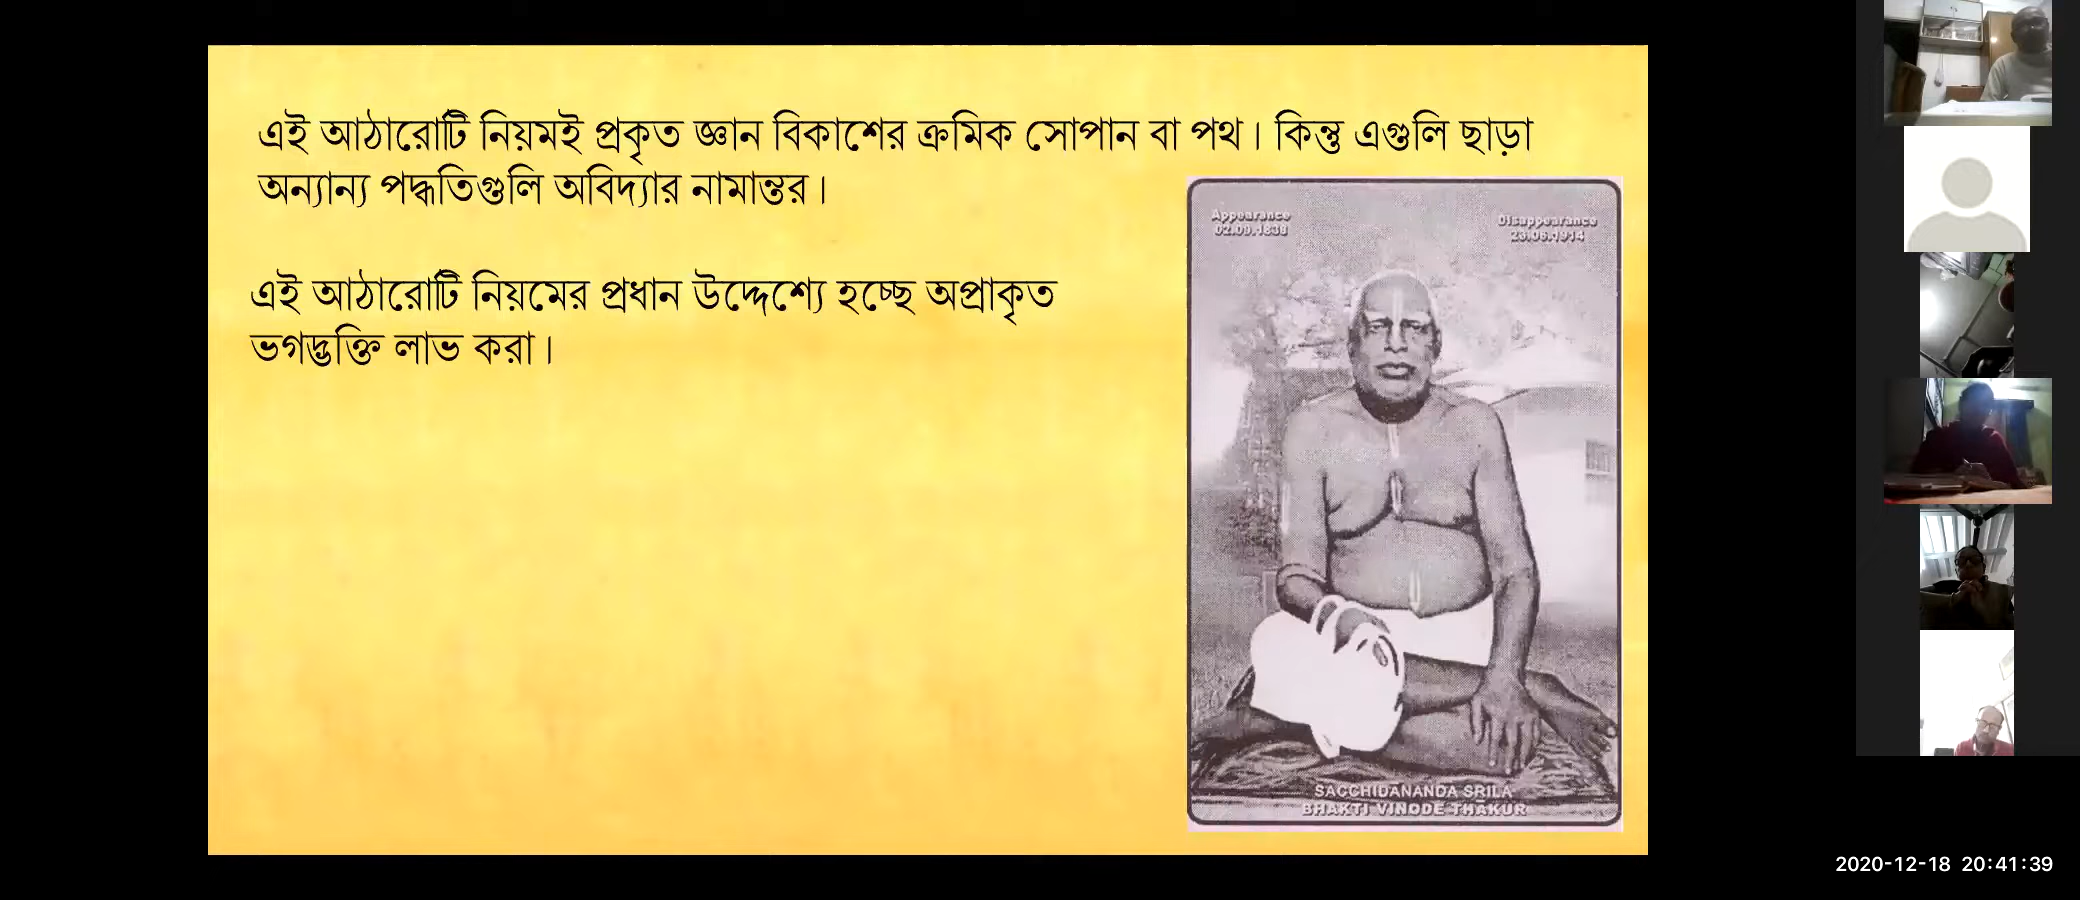 এই আঠারোটি নিয়মই প্রকৃত জ্ঞান বিকাশের ক্রমিক সোপান বা পথ। কিন্তু এগুলি ছাড়া
অন্যান্য পদ্ধতিগুলি অবিদ্যার নামান্তর।
এই আঠারোটি নিয়মের প্রধান উদ্দেশ্যে হচ্ছে অপ্রাকৃত
ভগদ্ভক্তি লাভ করা।
Appearance
02.09.1838
Disappearance
23.06.1914
SACCHIDANANDA SRILA
BHAKTI VINODE THAKUR
2020-12-18 20:41:39